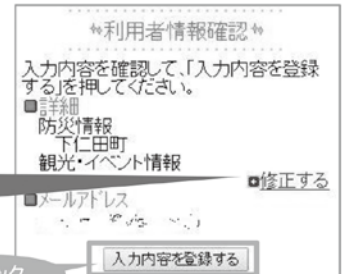 利用者情報確認
入力内容を確認して、「入力内容を登録
する」を押してください。
■詳細
防災情報
下仁田町
観光・イベント情報
修正する
■メールアドレス
入力内容を登録する
ック